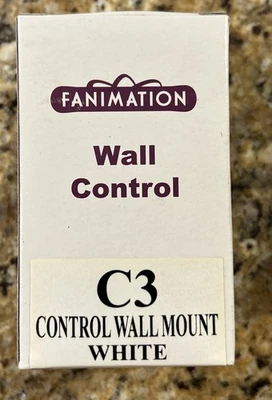 FANIMATION
Wall
Control
C3
CONTROL WALL MOUNT
WHITE